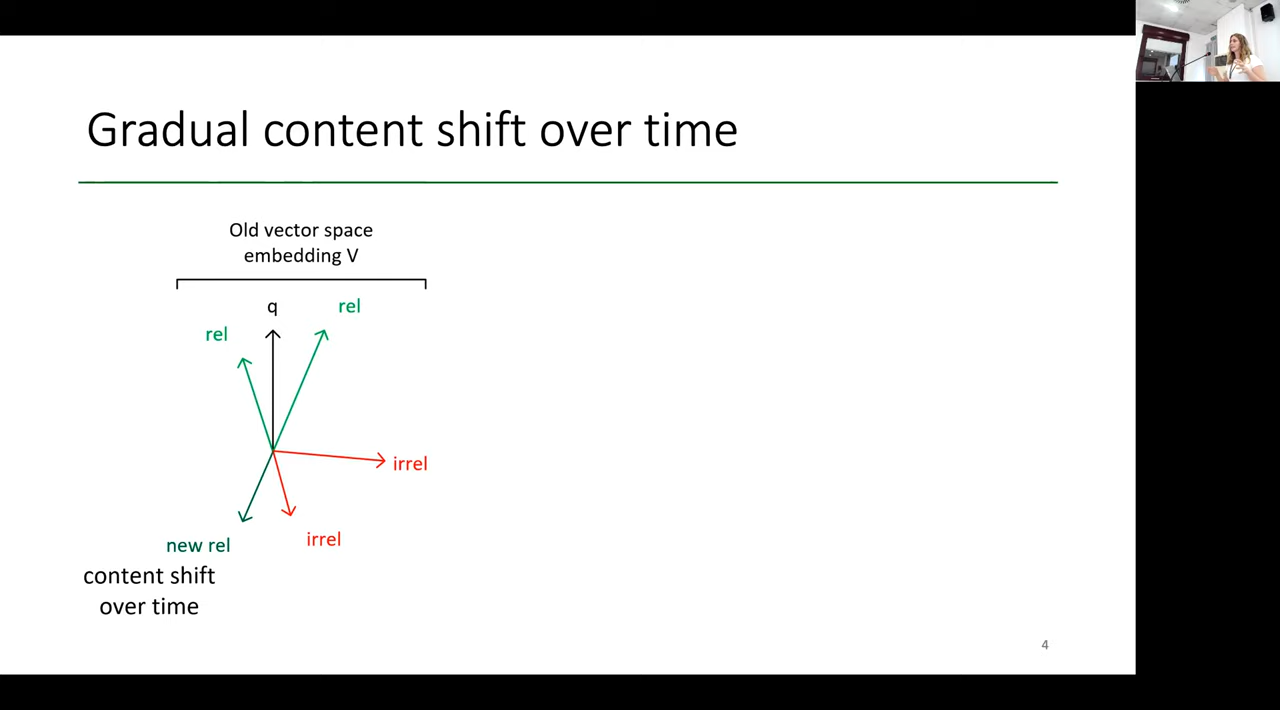 Gradual content shift over time
Old vector space
embedding V
q
rel
rel
irrel
irrel
new rel
content shift
over time
4